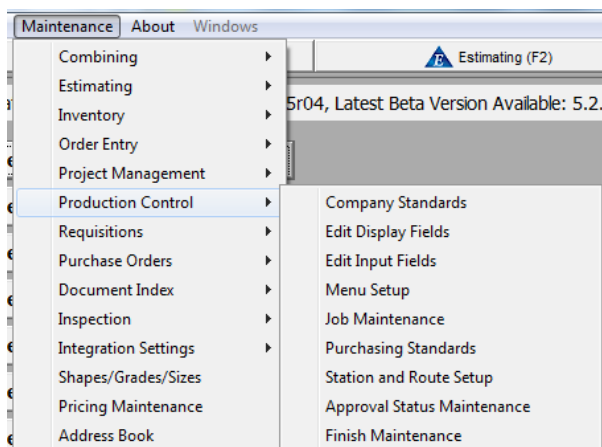 Maintenance About Windows
Combining
Estimating (F2)
Estimating
5r04, Latest Beta Version Available: 5.2.
Inventory
Order Entry
Project Management
Production Control
Company Standards
Requisitions
Edit Display Fields
Purchase Orders
Edit Input Fields
Document Index
Menu Setup
Inspection
Job Maintenance
Integration Settings
Purchasing Standards
Shapes/Grades/Sizes
Station and Route Setup
Pricing Maintenance
Approval Status Maintenance
Address Book
Finish Maintenance